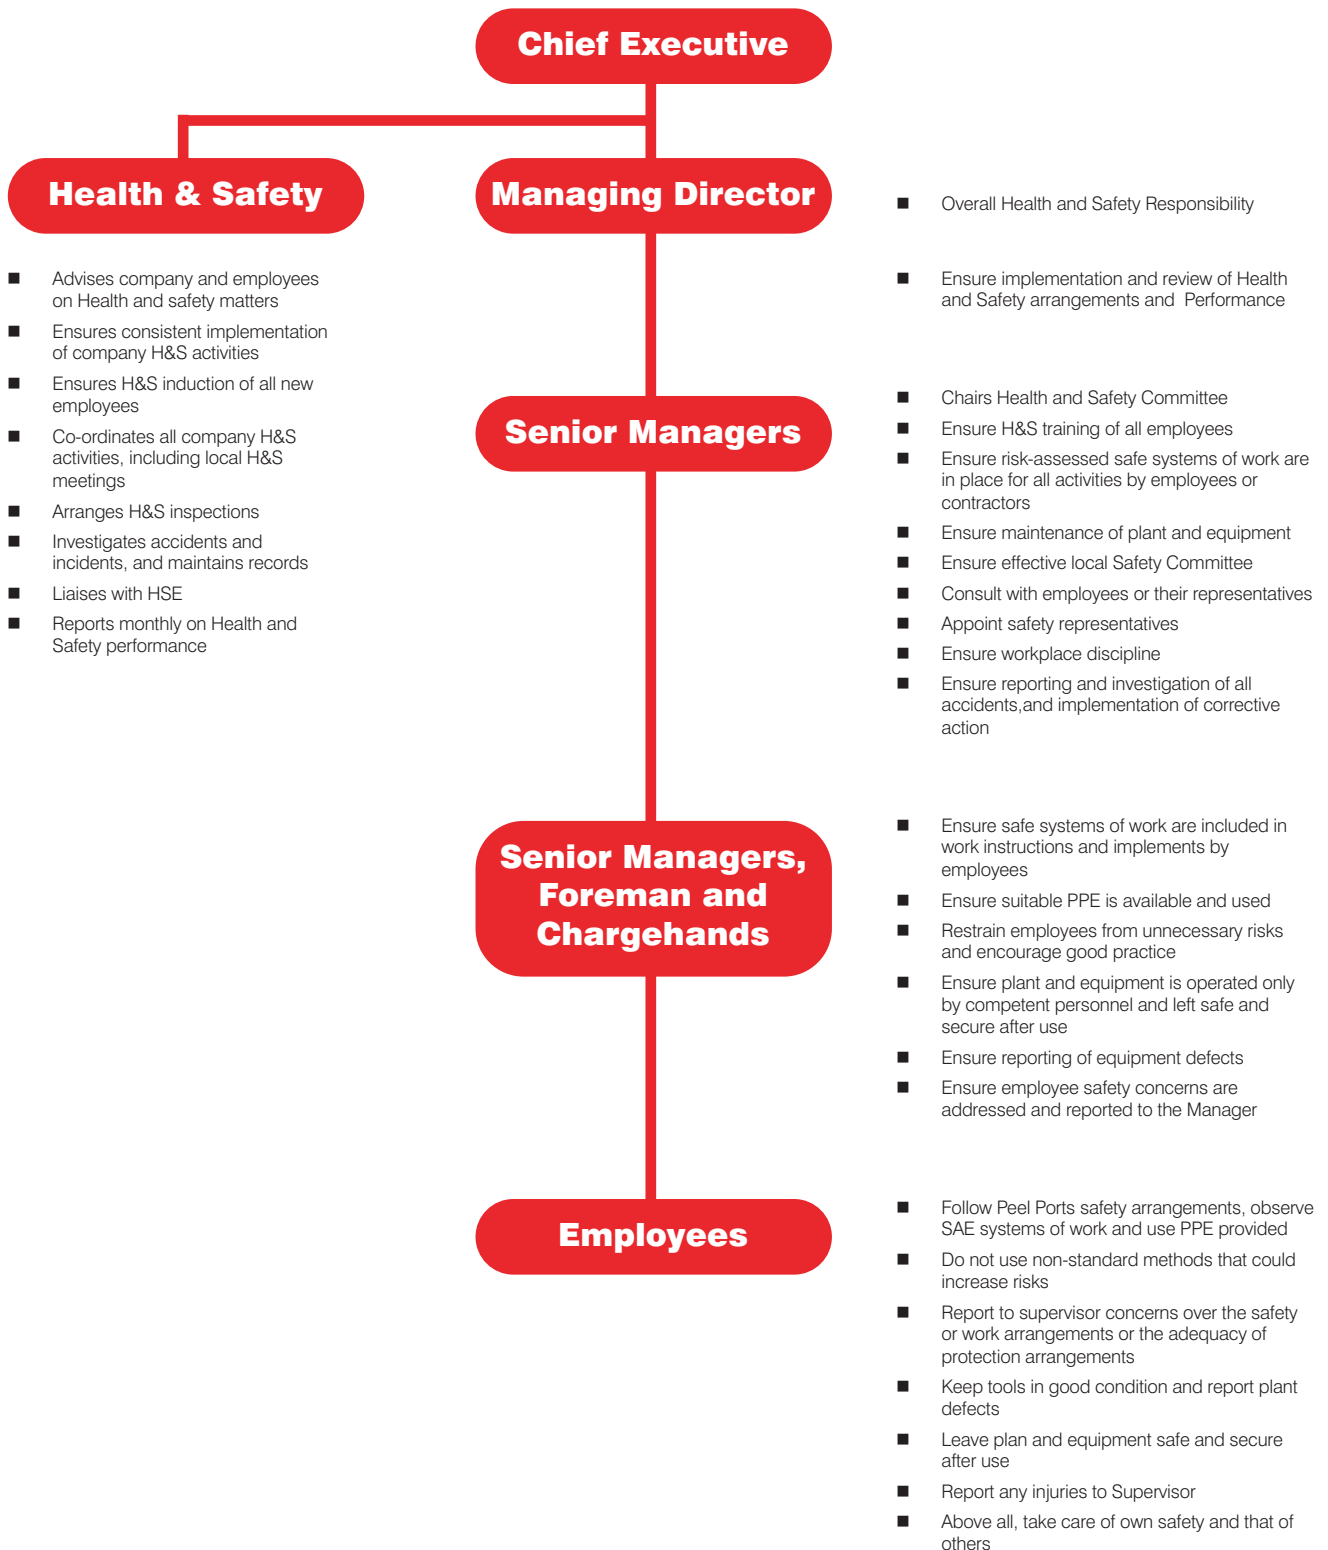 Chief Executive
Health & Safety
Managing Director
■ Overall Health and Safety Responsibility
■ Advises company and employees
on Health and safety matters
■ Ensures consistent implementation
of company H&S activities
■ Ensures H&S induction of all new
employees
■ Co-ordinates all company H&S
activities, including local H&S
meetings
■ Arranges H&S inspections
■ Investigates accidents and
incidents, and maintains records
■ Liaises with HSE
■ Reports monthly on Health and
Safety performance
■ Ensure implementation and review of Health
and Safety arrangements and  Performance
Senior Managers
■ Chairs Health and Safety Committee
■ Ensure H&S training of all employees
■ Ensure risk-assessed safe systems of work are
in place for all activities by employees or
contractors
■ Ensure maintenance of plant and equipment
■ Ensure effective local Safety Committee
■ Consult with employees or their representatives
■ Appoint safety representatives
■ Ensure workplace discipline
■ Ensure reporting and investigation of all
accidents,and implementation of corrective
action
Senior Managers,
Foreman and
Chargehands
■ Ensure safe systems of work are included in
work instructions and implements by
employees
■ Ensure suitable PPE is available and used
■ Restrain employees from unnecessary risks
and encourage good practice
■ Ensure plant and equipment is operated only
by competent personnel and left safe and
secure after use
■ Ensure reporting of equipment defects
■ Ensure employee safety concerns are
addressed and reported to the Manager
Employees
■ Follow Peel Ports safety arrangements, observe
SAE systems of work and use PPE provided
■ Do not use non-standard methods that could
increase risks
■ Report to supervisor concerns over the safety
or work arrangements or the adequacy of
protection arrangements
■ Keep tools in good condition and report plant
defects
■ Leave plan and equipment safe and secure
after use
■ Report any injuries to Supervisor
■ Above all, take care of own safety and that of
others